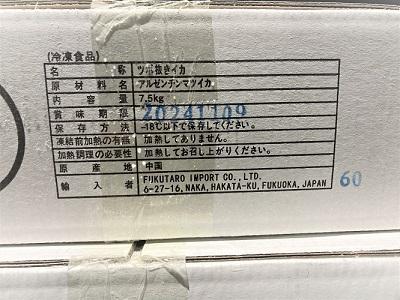 (冷凍食品)
名称 ツボ抜きイカ
原材料名 アルゼンチンマツイカ
内容量 7.5kg
賞味期限 20241109
保存方法 -18℃以下で保存してください。
凍結前加熱の有無 加熱してありません。
加熱調理の必要性 加熱してお召し上がりください。
原産地 中国
輸入者 FUKUTARO IMPORT CO., LTD.
6-27-16, NAKA, HAKATA-KU, FUKUOKA, JAPAN
60